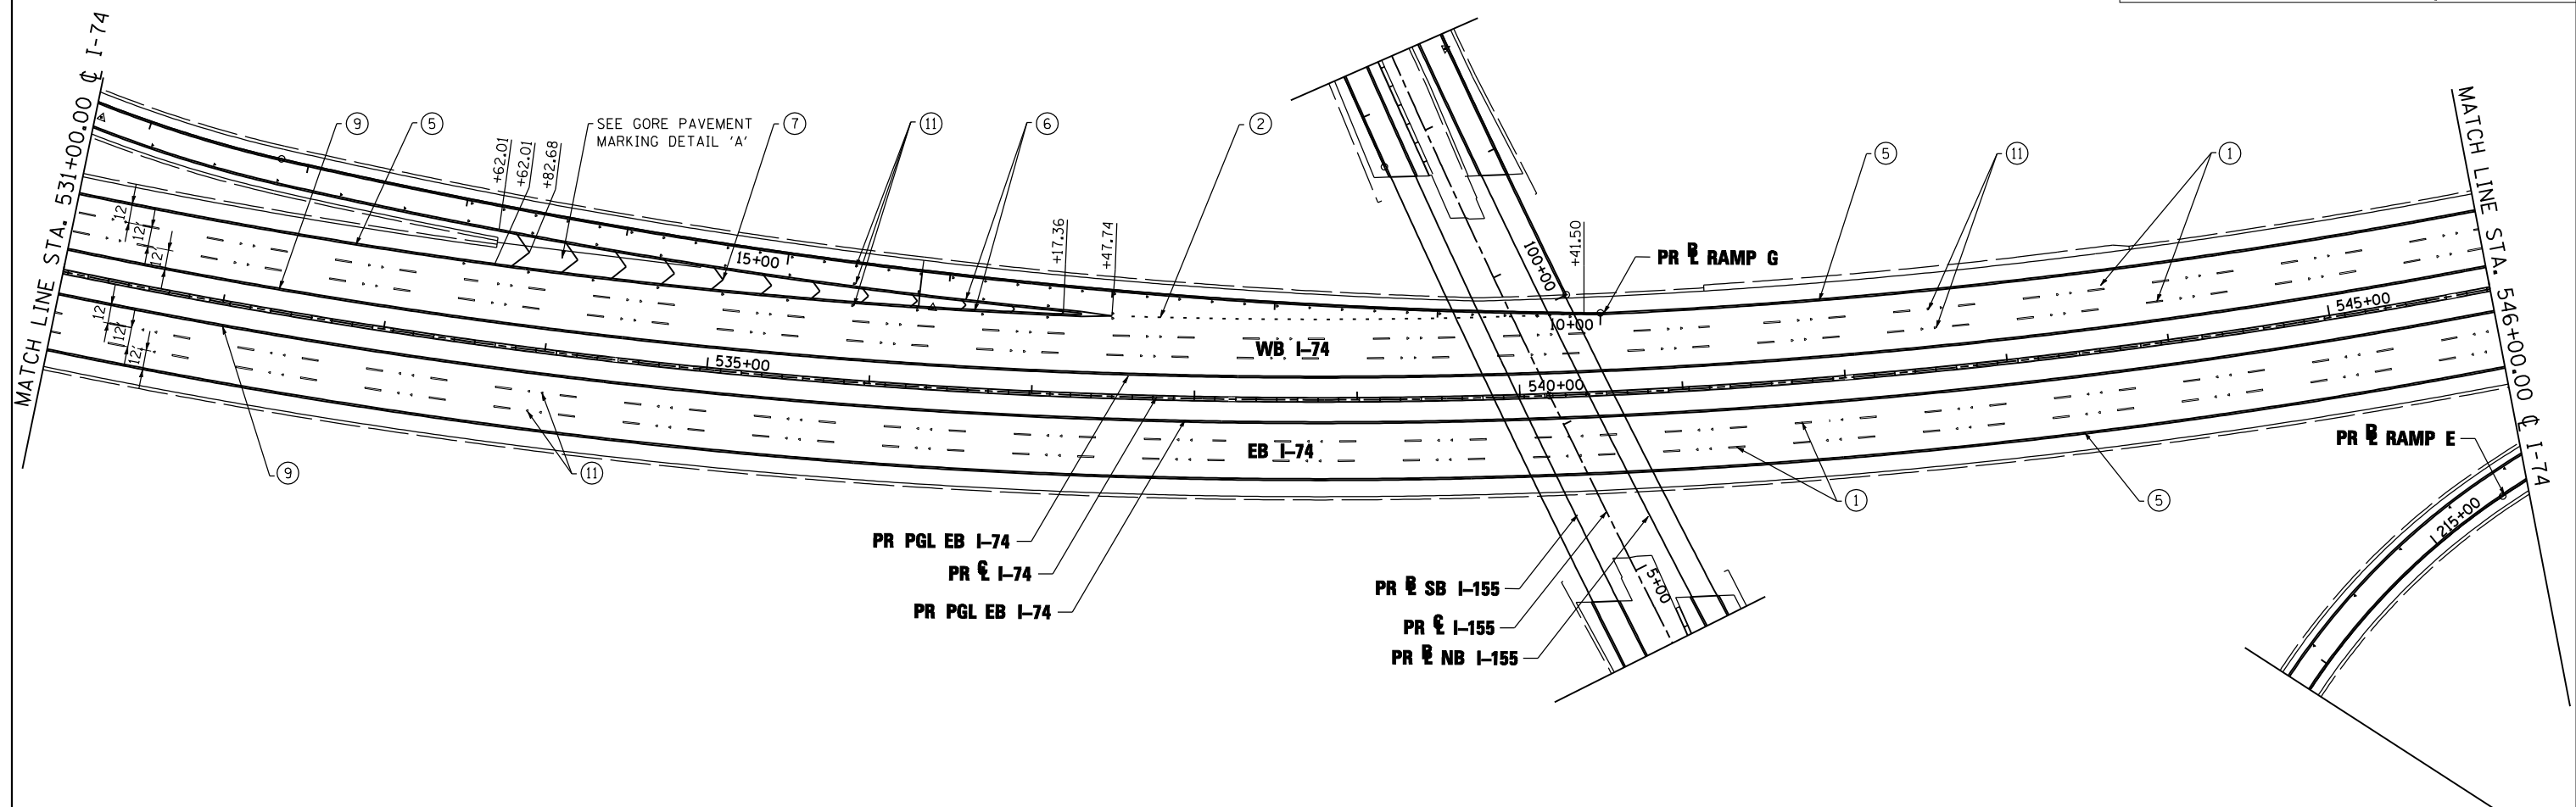 MATCH LINE STA. 531+00.00 ℄ I-74
9
5
SEE GORE PAVEMENT
MARKING DETAIL 'A'
7
11
6
2
5
11
1
MATCH LINE STA. 546+00.00 ℄ I-74
+62.01
+62.01
+82.68
+17.36
+47.74
+41.50
12'
12'
12'
15+00
100+00
PR ⅊ RAMP G
10+00
545+00
WB I-74
12'
12'
12'
535+00
540+00
EB I-74
PR ⅊ RAMP E
9
11
1
5
215+00
PR PGL EB I-74
PR ℄ I-74
PR PGL EB I-74
PR ⅊ SB I-155
5+00
PR ℄ I-155
PR ⅊ NB I-155